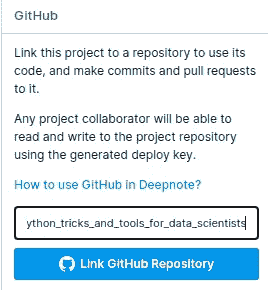 GitHub
Link this project to a repository to use its
code, and make commits and pull requests
to it.
Any project collaborator will be able to
read and write to the project repository
using the generated deploy key.
How to use GitHub in Deepnote?
ython_tricks_and_tools_for_data_scientists
Link GitHub Repository